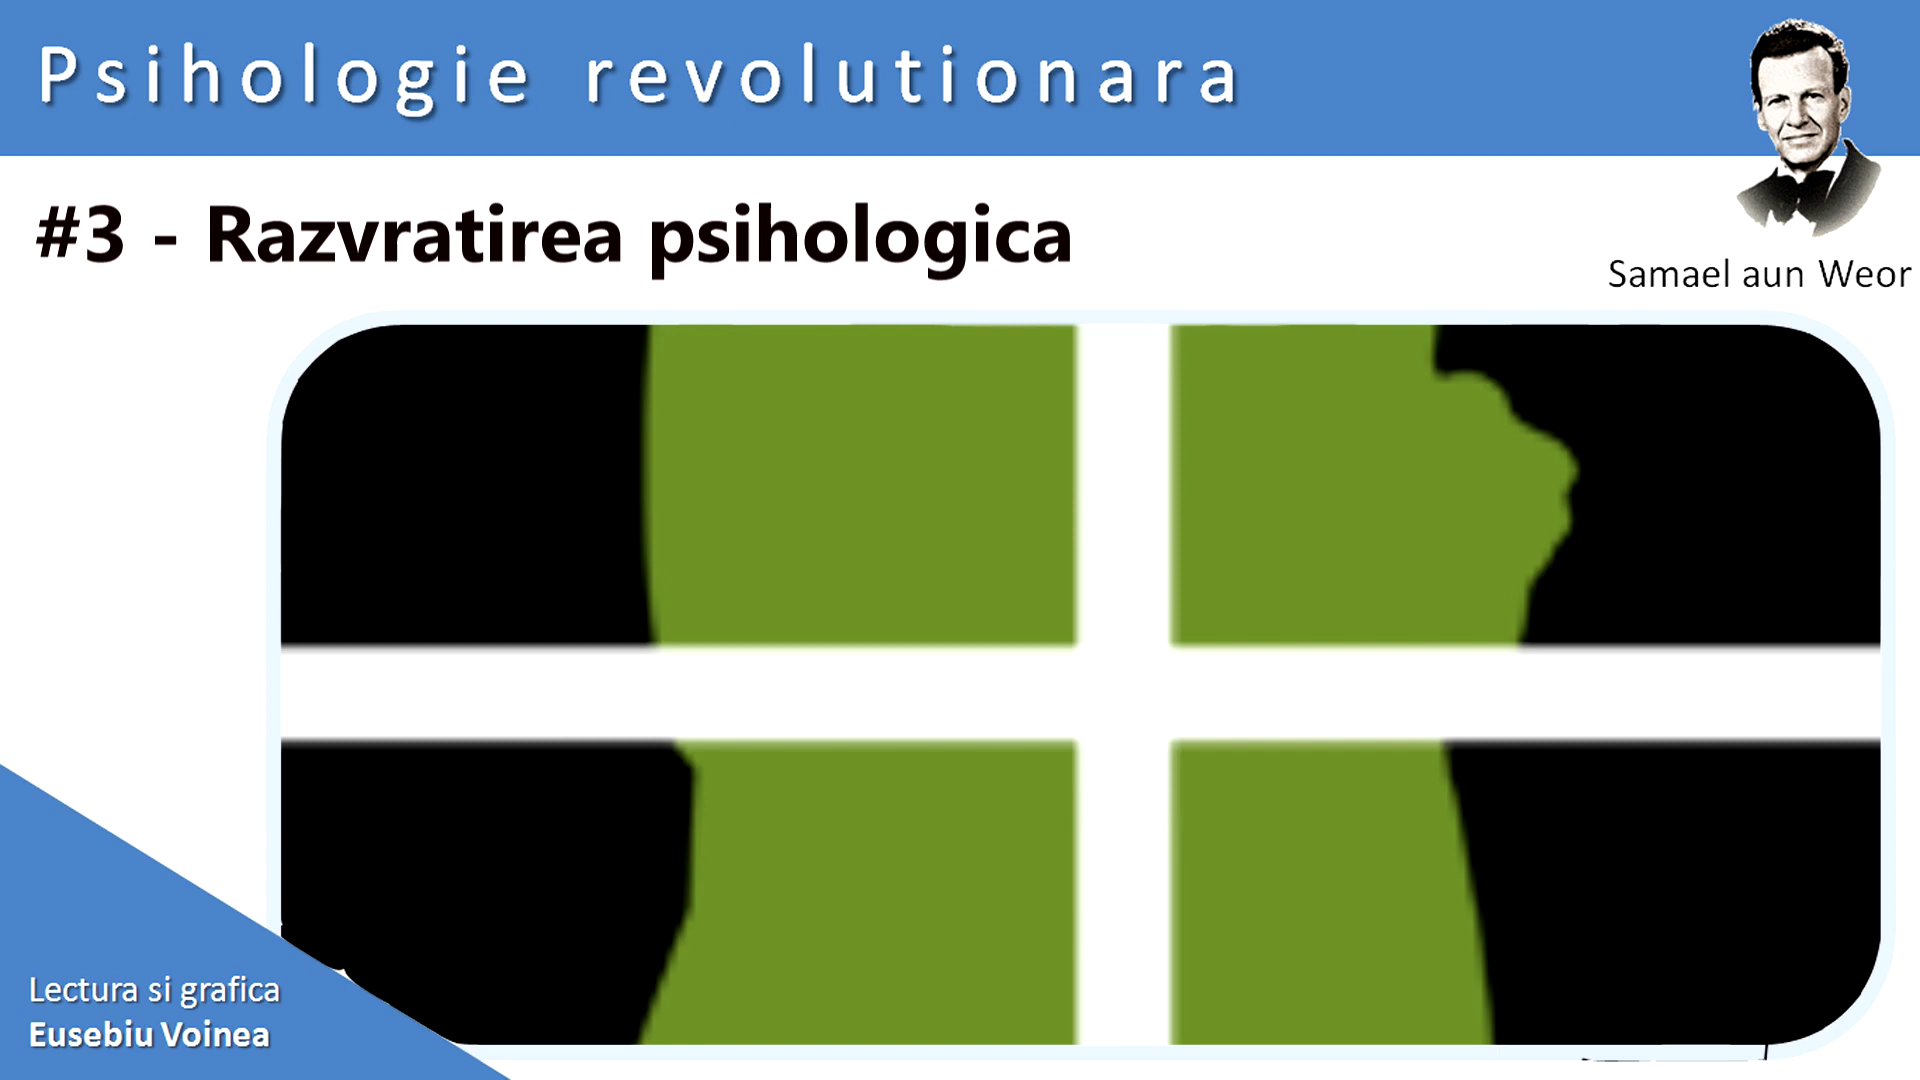 Psihologie revolutionara
#3 - Razvratirea psihologica
Samael aun Weor
Lectura si grafica
Eusebiu Voinea